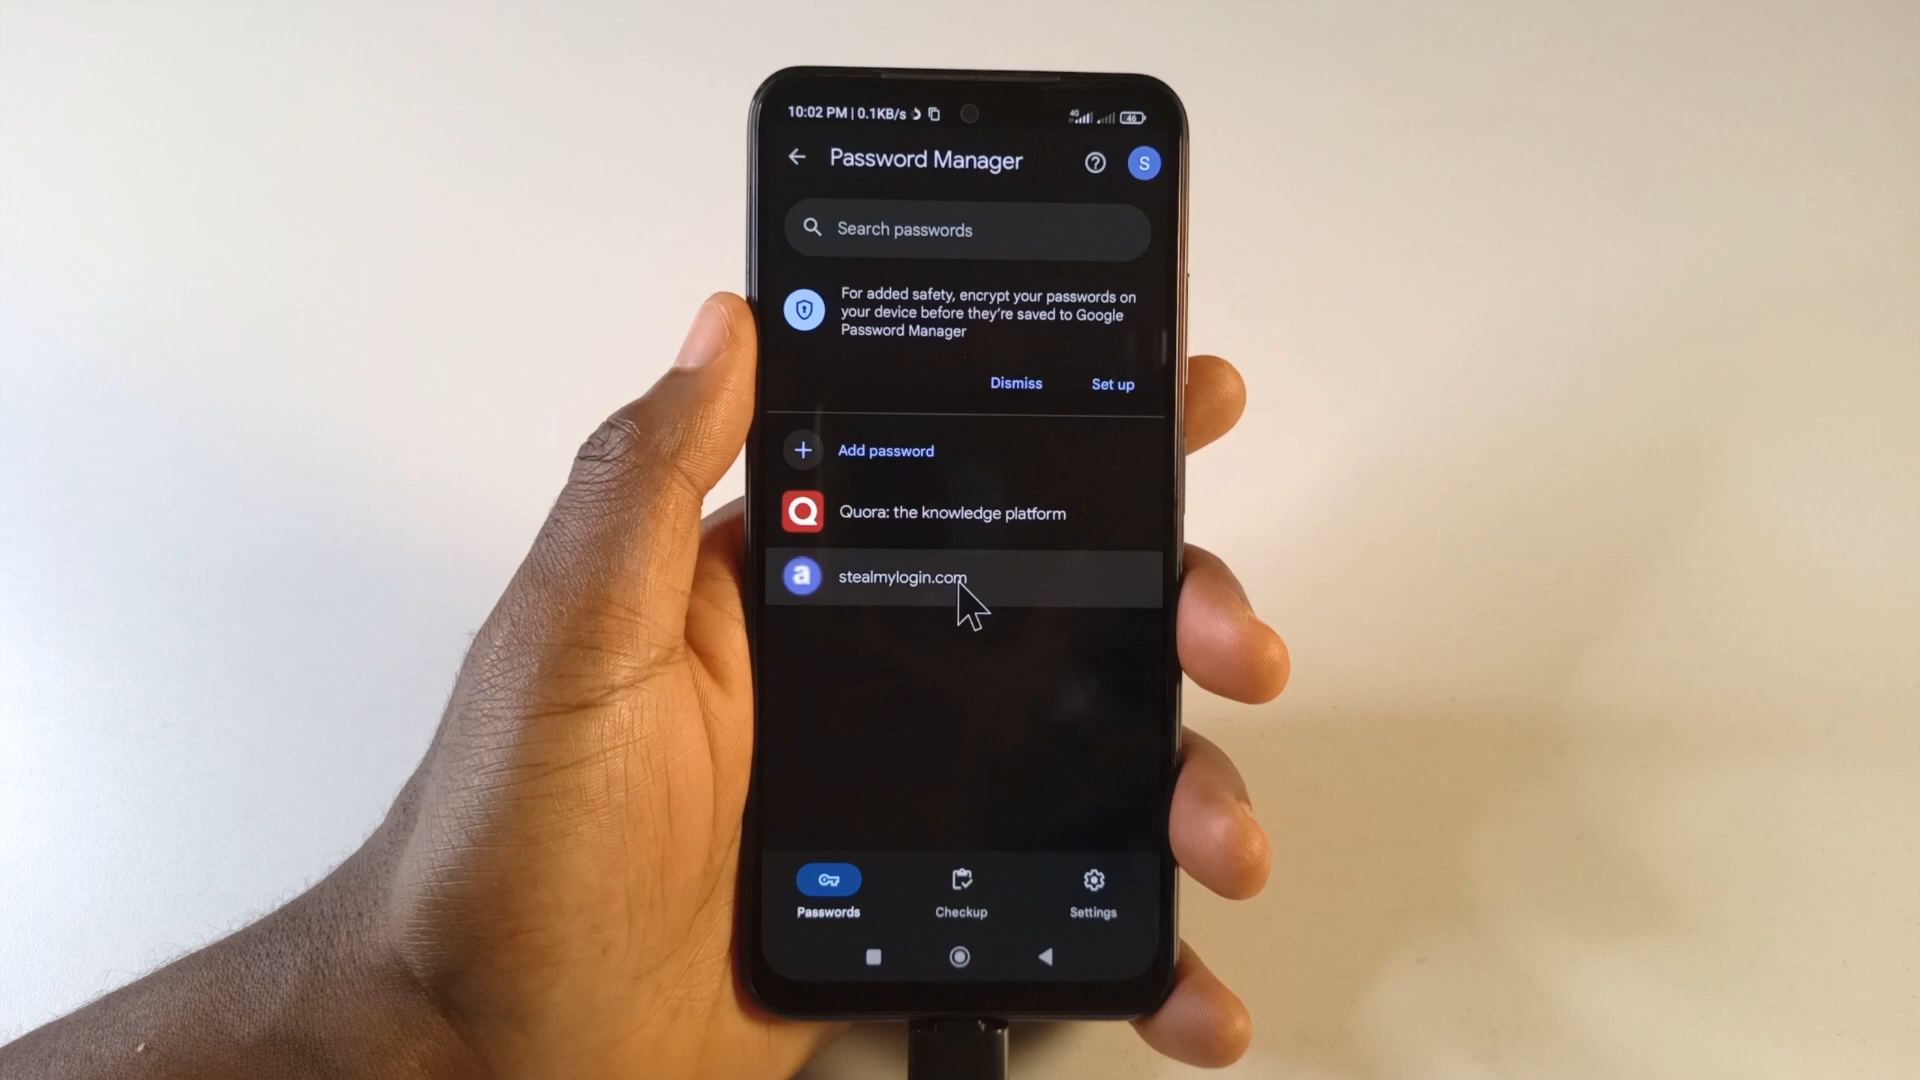 10:02 PM | 0.1KB/s
4G
46
Password Manager
S
Search passwords
For added safety, encrypt your passwords on
your device before they're saved to Google
Password Manager
Dismiss
Set up
Add password
Quora: the knowledge platform
a
stealmylogin.com
Passwords
Checkup
Settings